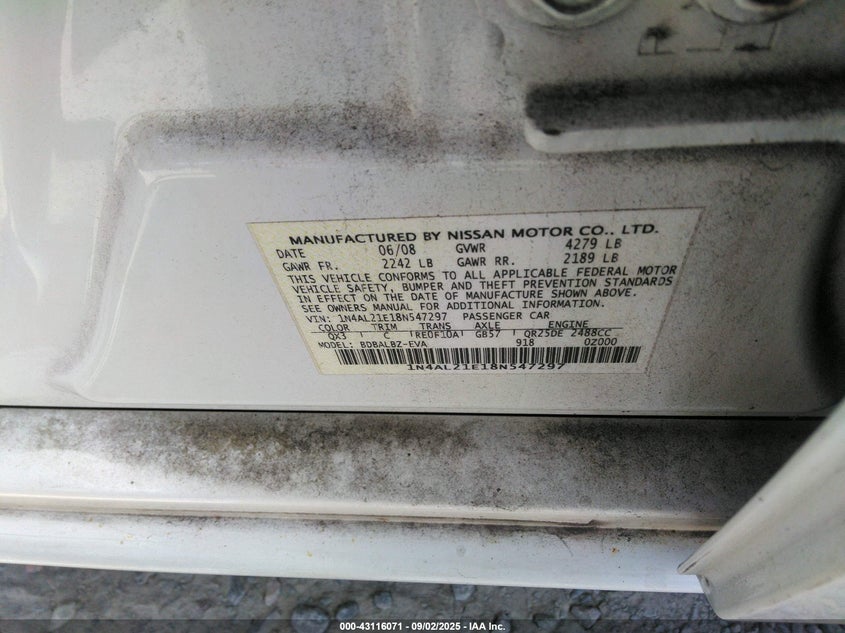 MANUFACTURED BY NISSAN MOTOR CO., LTD.
DATE 06/08 GVWR 4279 LB
GAWR FR. 2242 LB GAWR RR. 2189 LB
THIS VEHICLE CONFORMS TO ALL APPLICABLE FEDERAL MOTOR
VEHICLE SAFETY, BUMPER AND THEFT PREVENTION STANDARDS
IN EFFECT ON THE DATE OF MANUFACTURE SHOWN ABOVE.
SEE OWNERS MANUAL FOR ADDITIONAL INFORMATION.
VIN: 1N4AL21E18N547297 PASSENGER CAR
COLOR TRIM TRANS AXLE ENGINE
QX3 C RE0F10A GB57 QR25DE 2488CC
MODEL: BDBALBZ-EVA 918 0Z000
1N4AL21E18N547297
000-43116071 - 09/02/2025 - IAA Inc.